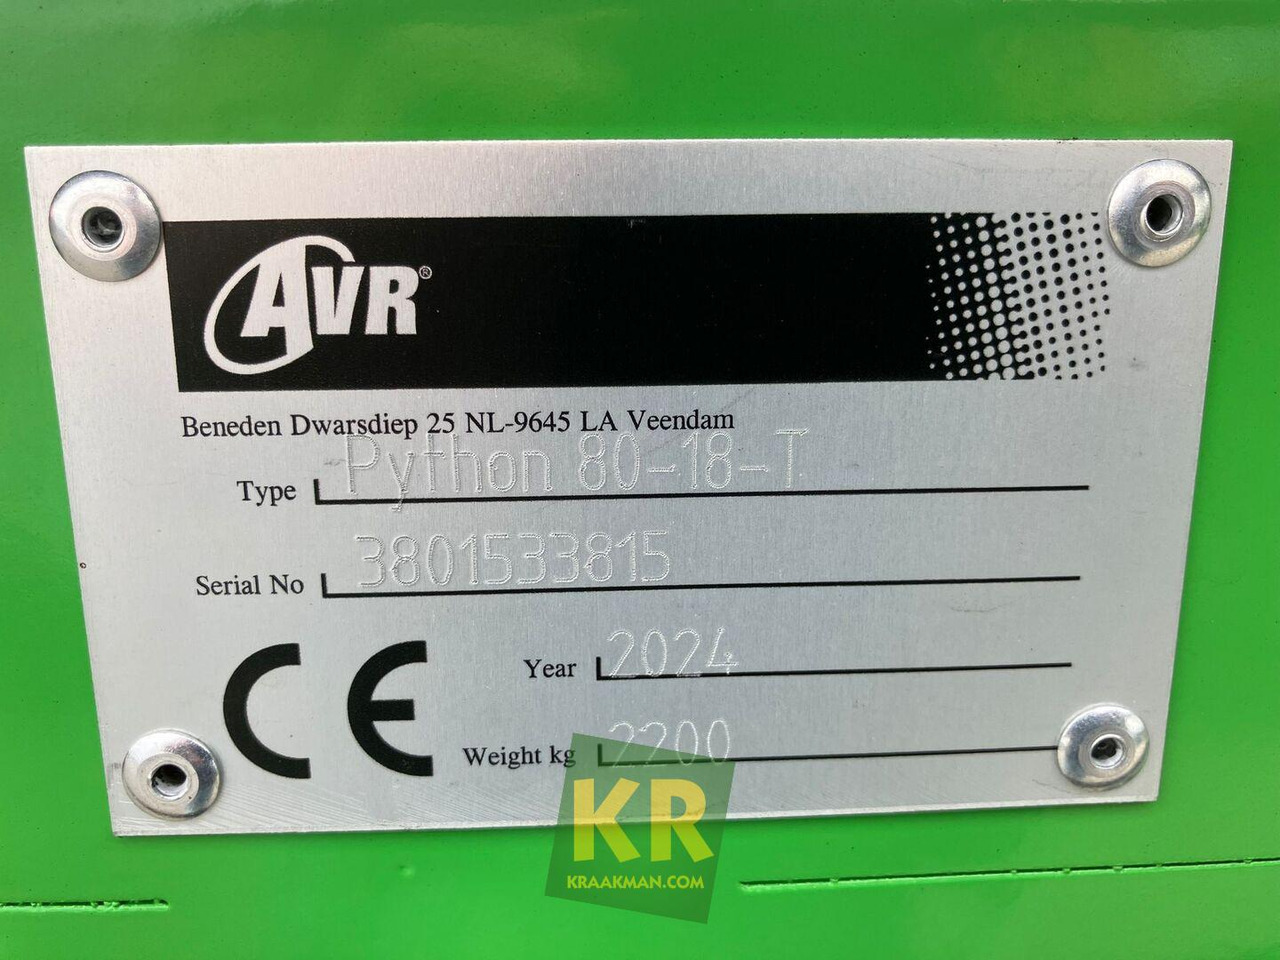 AVR®
Beneden Dwarsdiep 25 NL-9645 LA Veendam
Type Python 80-18-T
Serial No 3801533815
CE Year 2024
Weight kg 2200
KR
KRAAKMAN.COM